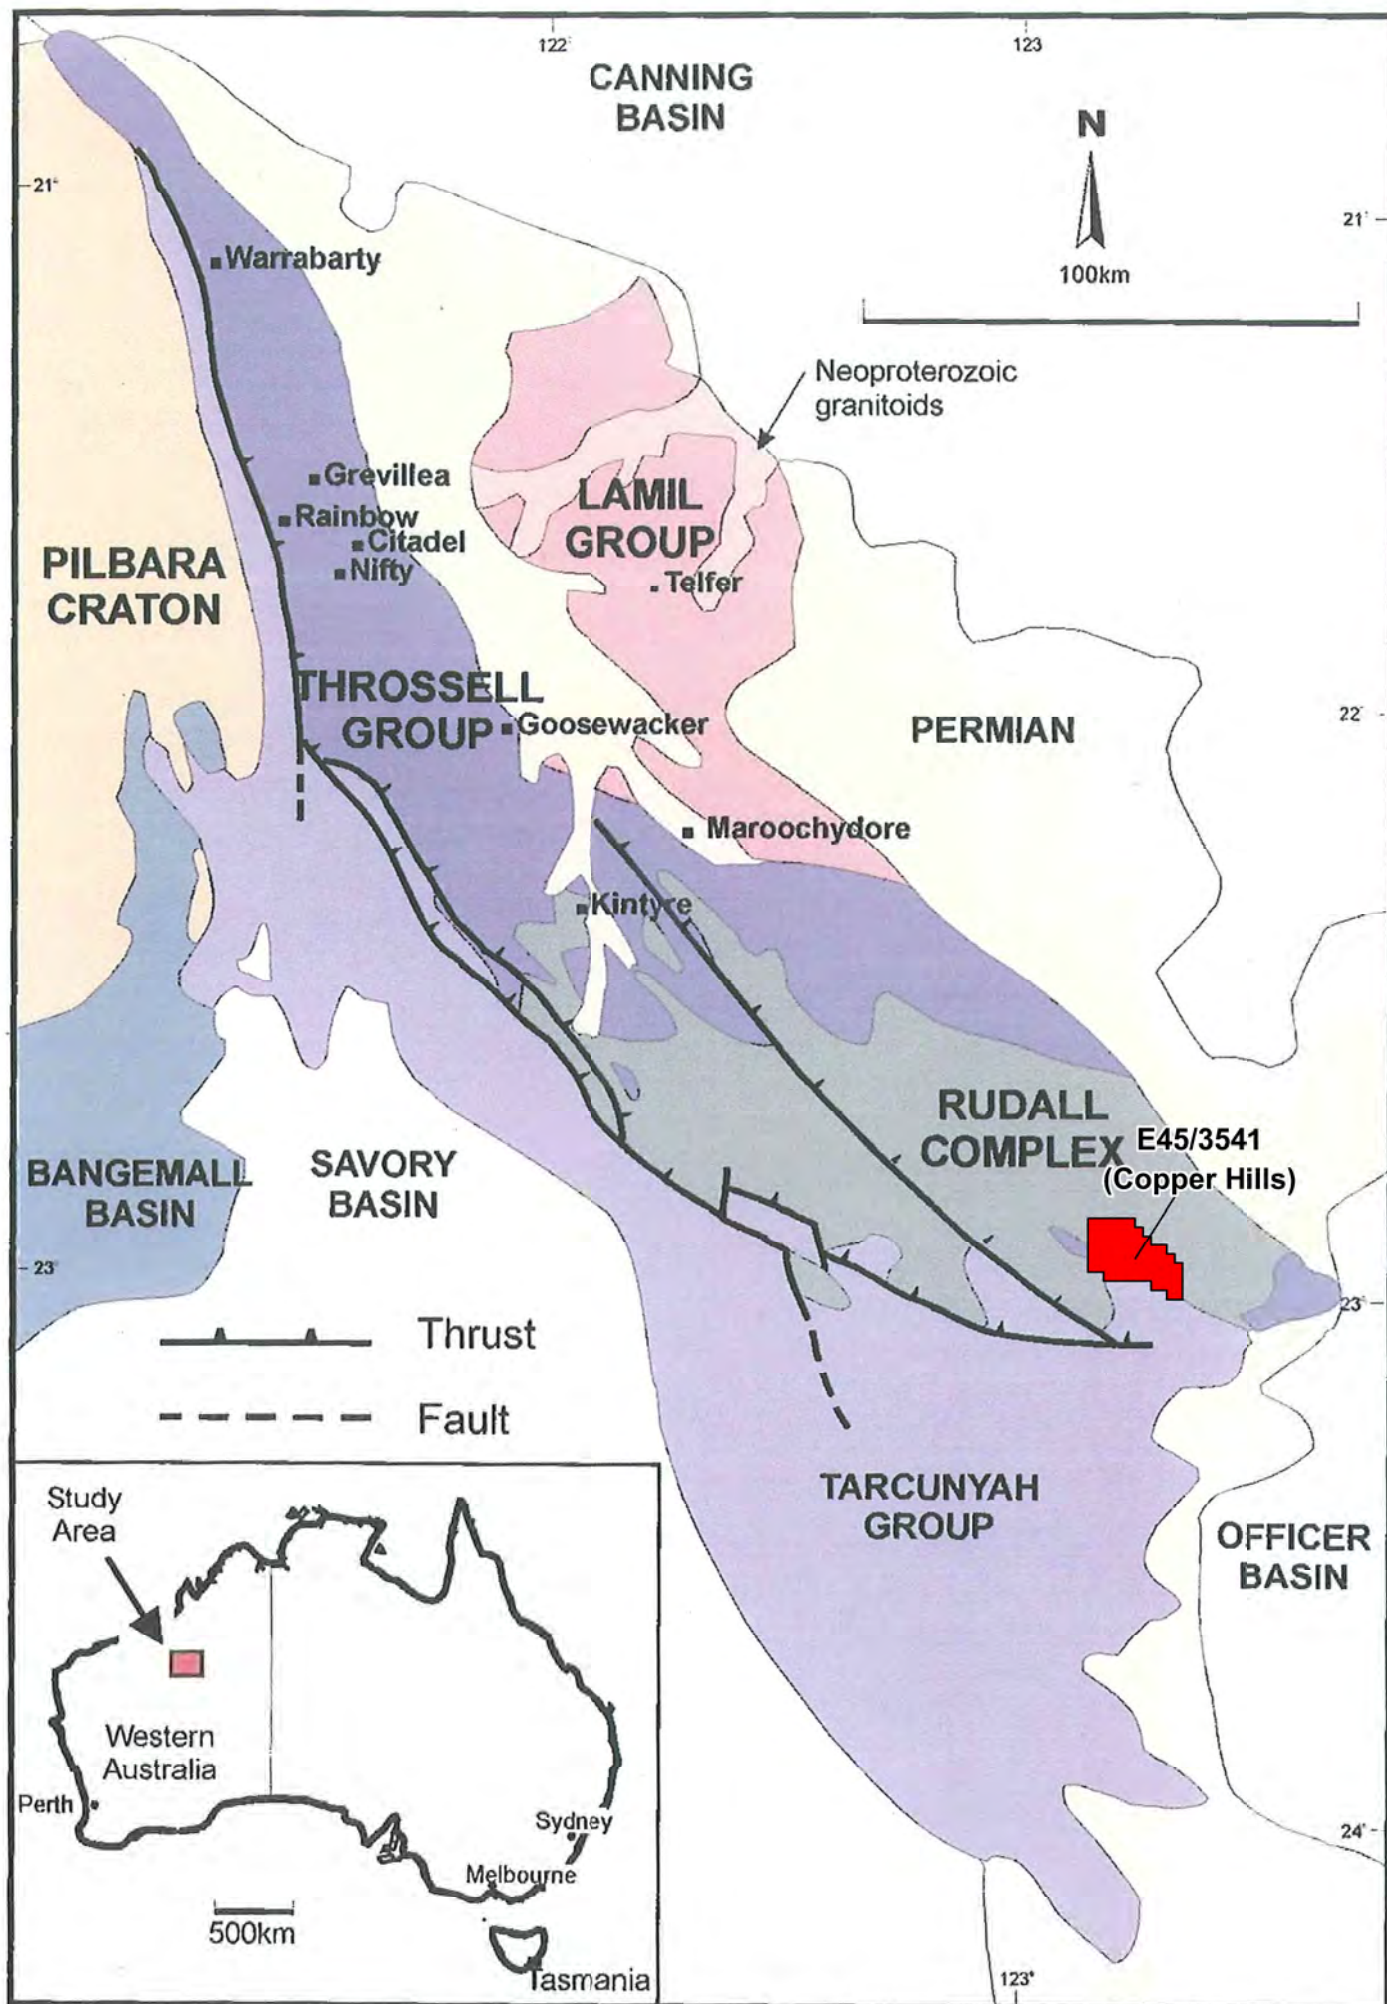 122°
123
CANNING
BASIN
N
100km
21°
21°
Warrabarty
Neoproterozoic
granitoids
Grevillea
Rainbow
Citadel
Nifty
LAMIL
GROUP
Telfer
PILBARA
CRATON
THROSSELL
GROUP
Goosewacker
PERMIAN
22°
Maroochydore
Kintyre
RUDALL
COMPLEX
E45/3541
(Copper Hills)
BANGEMALL
BASIN
SAVORY
BASIN
23°
23°
Thrust
Fault
TARCUNYAH
GROUP
OFFICER
BASIN
Study
Area
Western
Australia
Perth
Sydney
Melbourne
500km
Tasmania
24°
123°